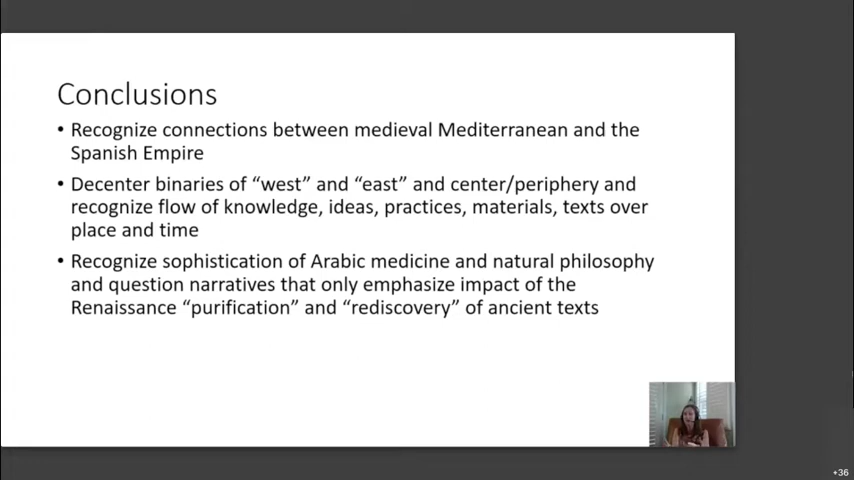 Conclusions
• Recognize connections between medieval Mediterranean and the
Spanish Empire
• Decenter binaries of “west” and “east” and center/periphery and
recognize flow of knowledge, ideas, practices, materials, texts over
place and time
• Recognize sophistication of Arabic medicine and natural philosophy
and question narratives that only emphasize impact of the
Renaissance “purification” and “rediscovery” of ancient texts
+36